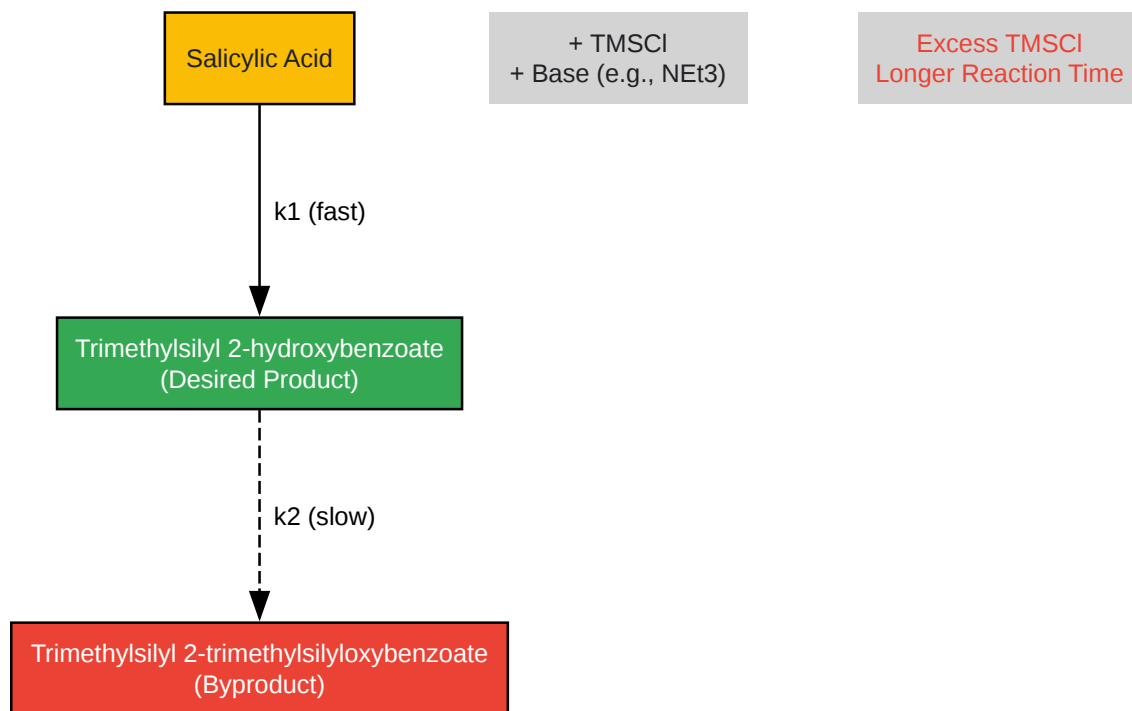 Salicylic Acid
+ TMSCl
+ Base (e.g., NEt3)
Excess TMSCl
Longer Reaction Time
k1 (fast)
Trimethylsilyl 2-hydroxybenzoate
(Desired Product)
k2 (slow)
Trimethylsilyl 2-trimethylsilyloxybenzoate
(Byproduct)